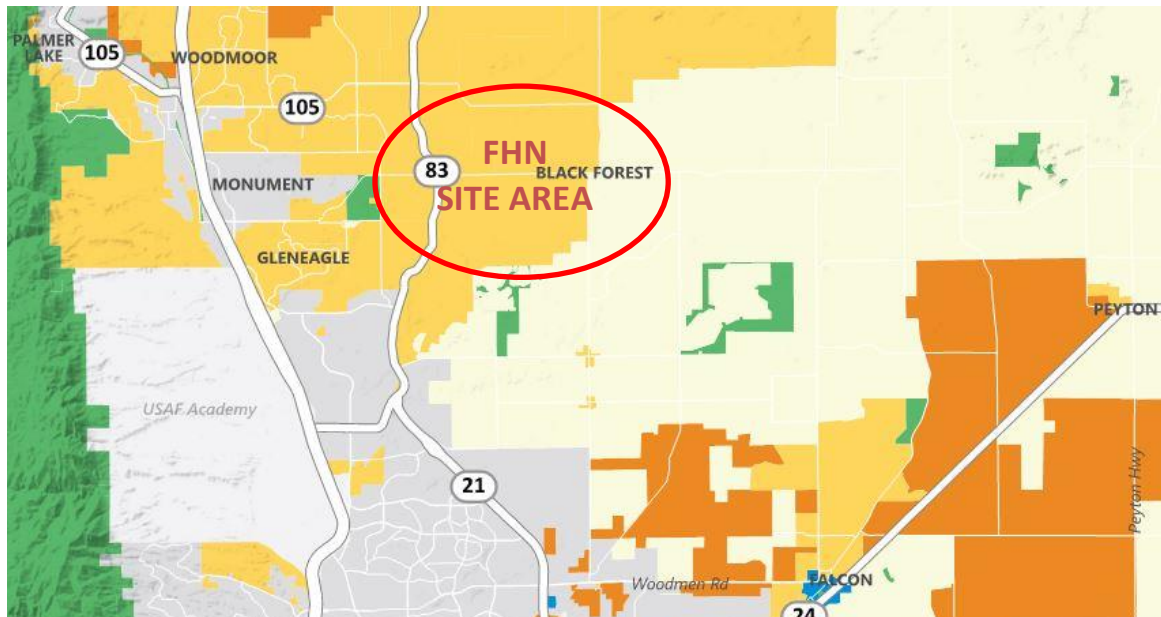 PALMER
LAKE
105
WOODMOOR
105
FHN
83
BLACK FOREST
SITE AREA
MONUMENT
GLENEAGLE
PEYTON
USAF Academy
21
Peyton Hwy
Woodmen Rd
FALCON
24